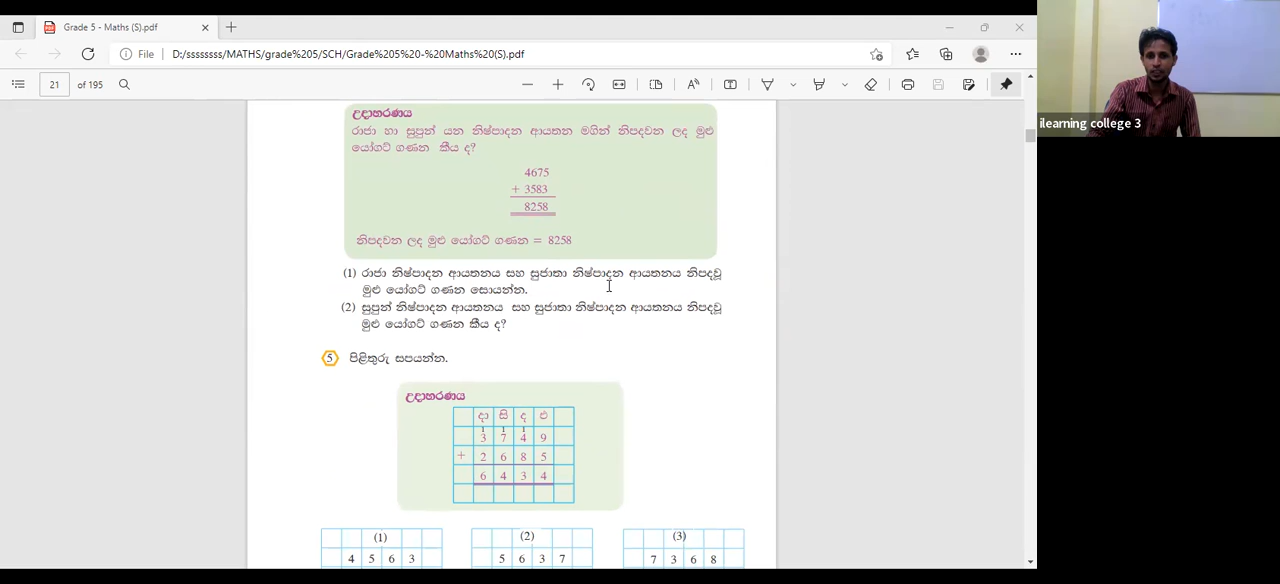 Grade 5 - Maths (S).pdf
File D:/ssssssss/MATHS/grade%205/SCH/Grade%205%20-%20Maths%20(S).pdf
21 of 195
ilearning college 3
උදාහරණය
රාජා හා සුපුන් යන නිෂ්පාදන ආයතන මගින් නිපදවන ලද මුළු
යෝගට් ගණන කීය ද?
4675
+ 3583
8258
නිපදවන ලද මුළු යෝගට් ගණන = 8258
(1) රාජා නිෂ්පාදන ආයතනය සහ සුජාතා නිෂ්පාදන ආයතනය නිපදවූ
මුළු යෝගට් ගණන සොයන්න.
(2) සුපුන් නිෂ්පාදන ආයතනය සහ සුජාතා නිෂ්පාදන ආයතනය නිපදවූ
මුළු යෝගට් ගණන කීය ද?
5 පිළිතුරු සපයන්න.
උදාහරණය
දා සි ද එ
1 1 1
3 7 4 9
+ 2 6 8 5
6 4 3 4
(1) (2) (3)
4 5 6 3 5 6 3 7 7 3 6 8